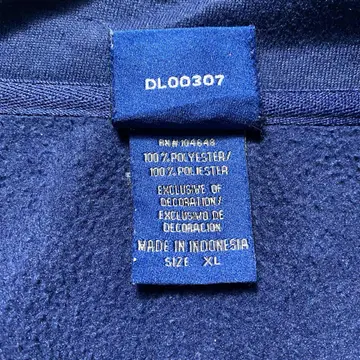 DL00307
RN# 104648
100% POLYESTER/
100% POLIESTER
EXCLUSIVE OF
DECORATION/
EXCLUSIVO DE
DECORACION
MADE IN INDONESIA
SIZE XL